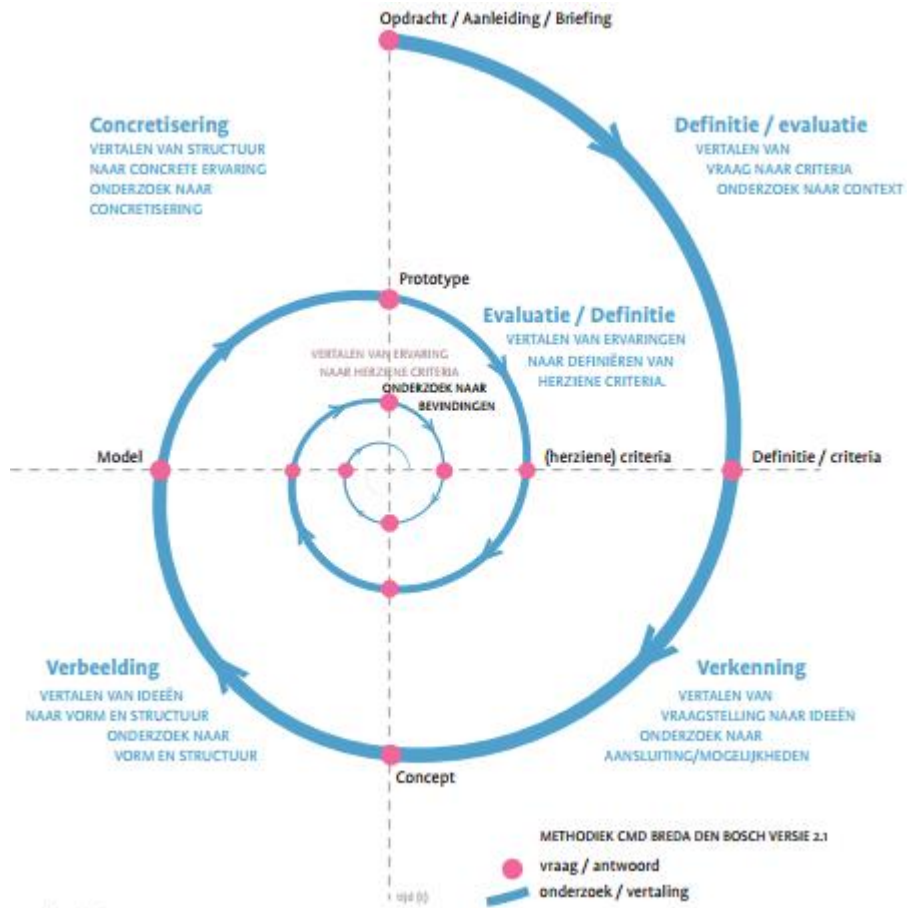 Opdracht / Aanleiding / Briefing
Concretisering
VERTALEN VAN STRUCTUUR
NAAR CONCRETE ERVARING
ONDERZOEK NAAR
CONCRETISERING
Definitie / evaluatie
VERTALEN VAN
VRAAG NAAR CRITERIA
ONDERZOEK NAAR CONTEXT
Prototype
Evaluatie / Definitie
VERTALEN VAN ERVARINGEN
NAAR DEFINIËREN VAN
HERZIENE CRITERIA.
VERTALEN VAN ERVARING
NAAR HERZIENE CRITERIA
ONDERZOEK NAAR
BEVINDINGEN
Model
(herziene) criteria
Definitie / criteria
Verbeelding
VERTALEN VAN IDEEËN
NAAR VORM EN STRUCTUUR
ONDERZOEK NAAR
VORM EN STRUCTUUR
Verkenning
VERTALEN VAN
VRAAGSTELLING NAAR IDEEËN
ONDERZOEK NAAR
AANSLUITING/MOGELIJKHEDEN
Concept
METHODIEK CMD BREDA DEN BOSCH VERSIE 2.1
vraag / antwoord
onderzoek / vertaling
tijd (t)